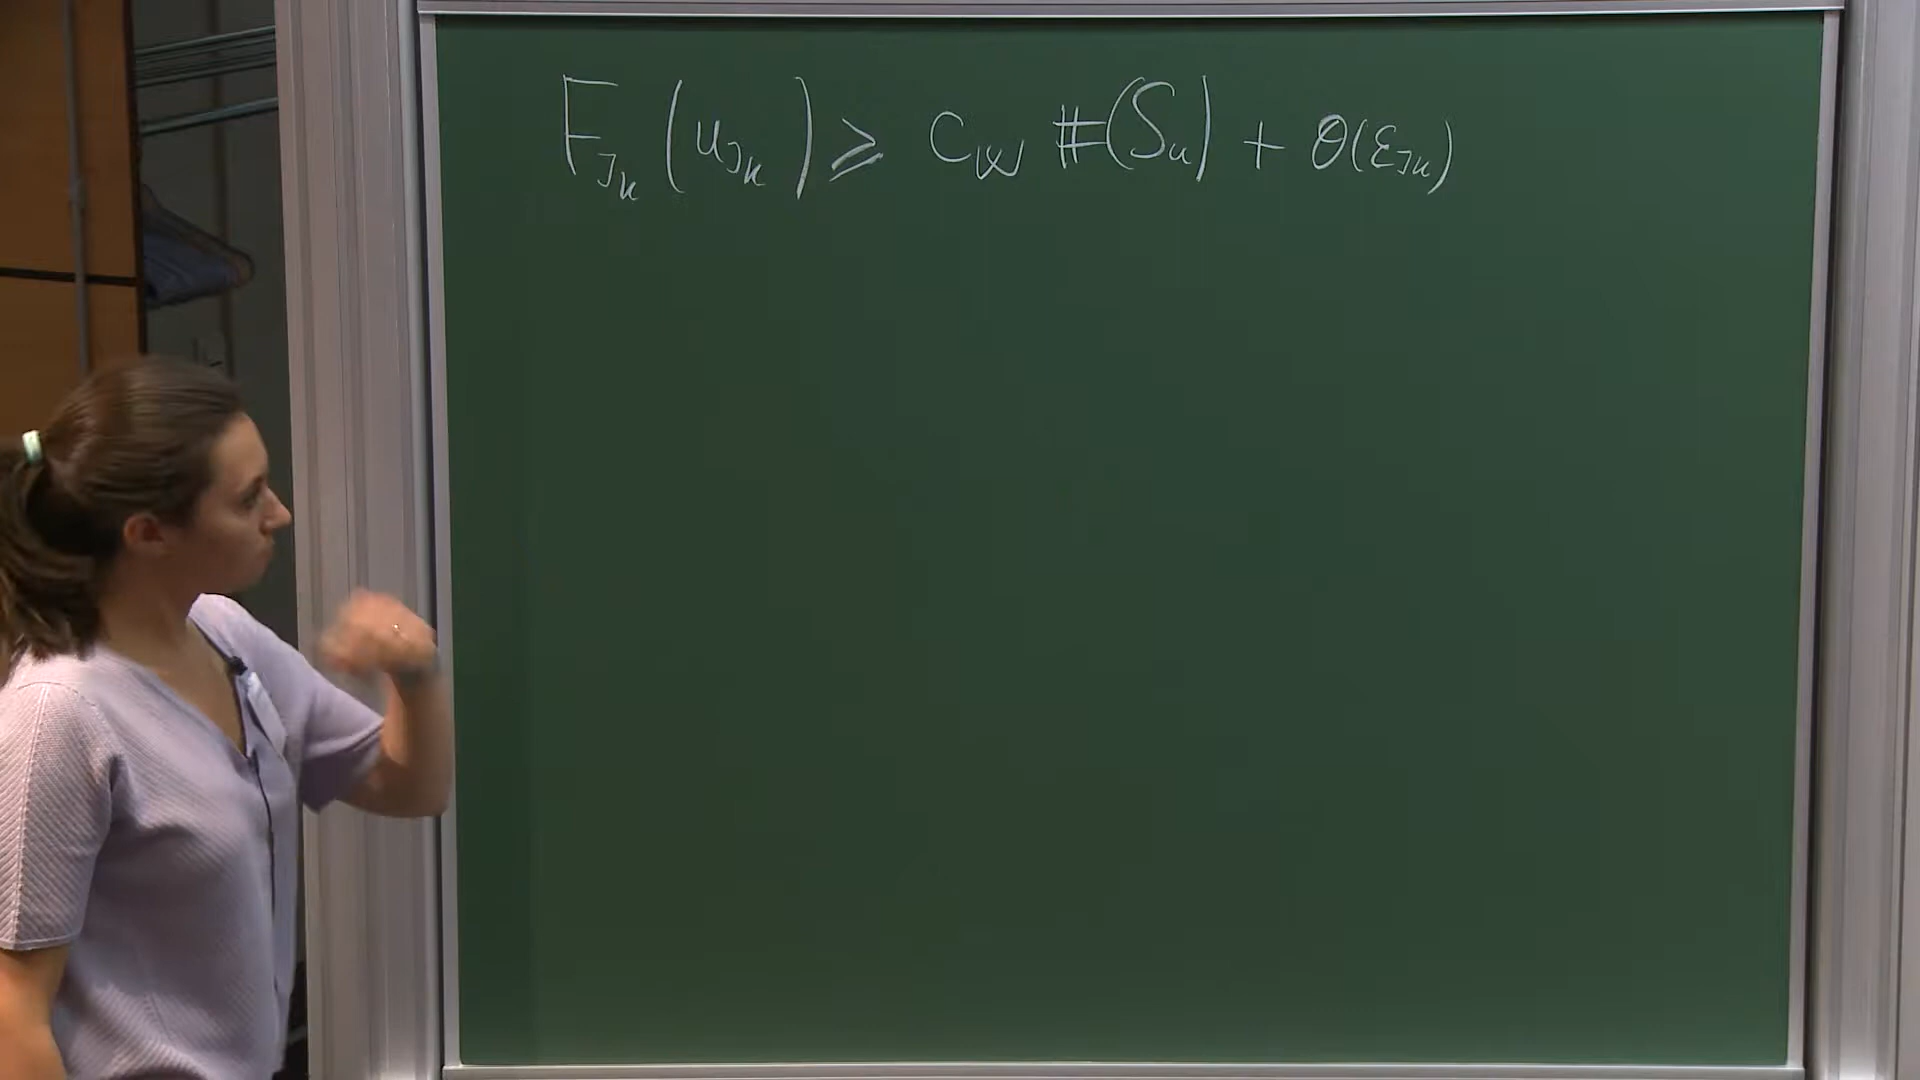 F_{j_k} (u_{j_k}) ⩾ C_W #(S_u) + O(ε_{j_k})